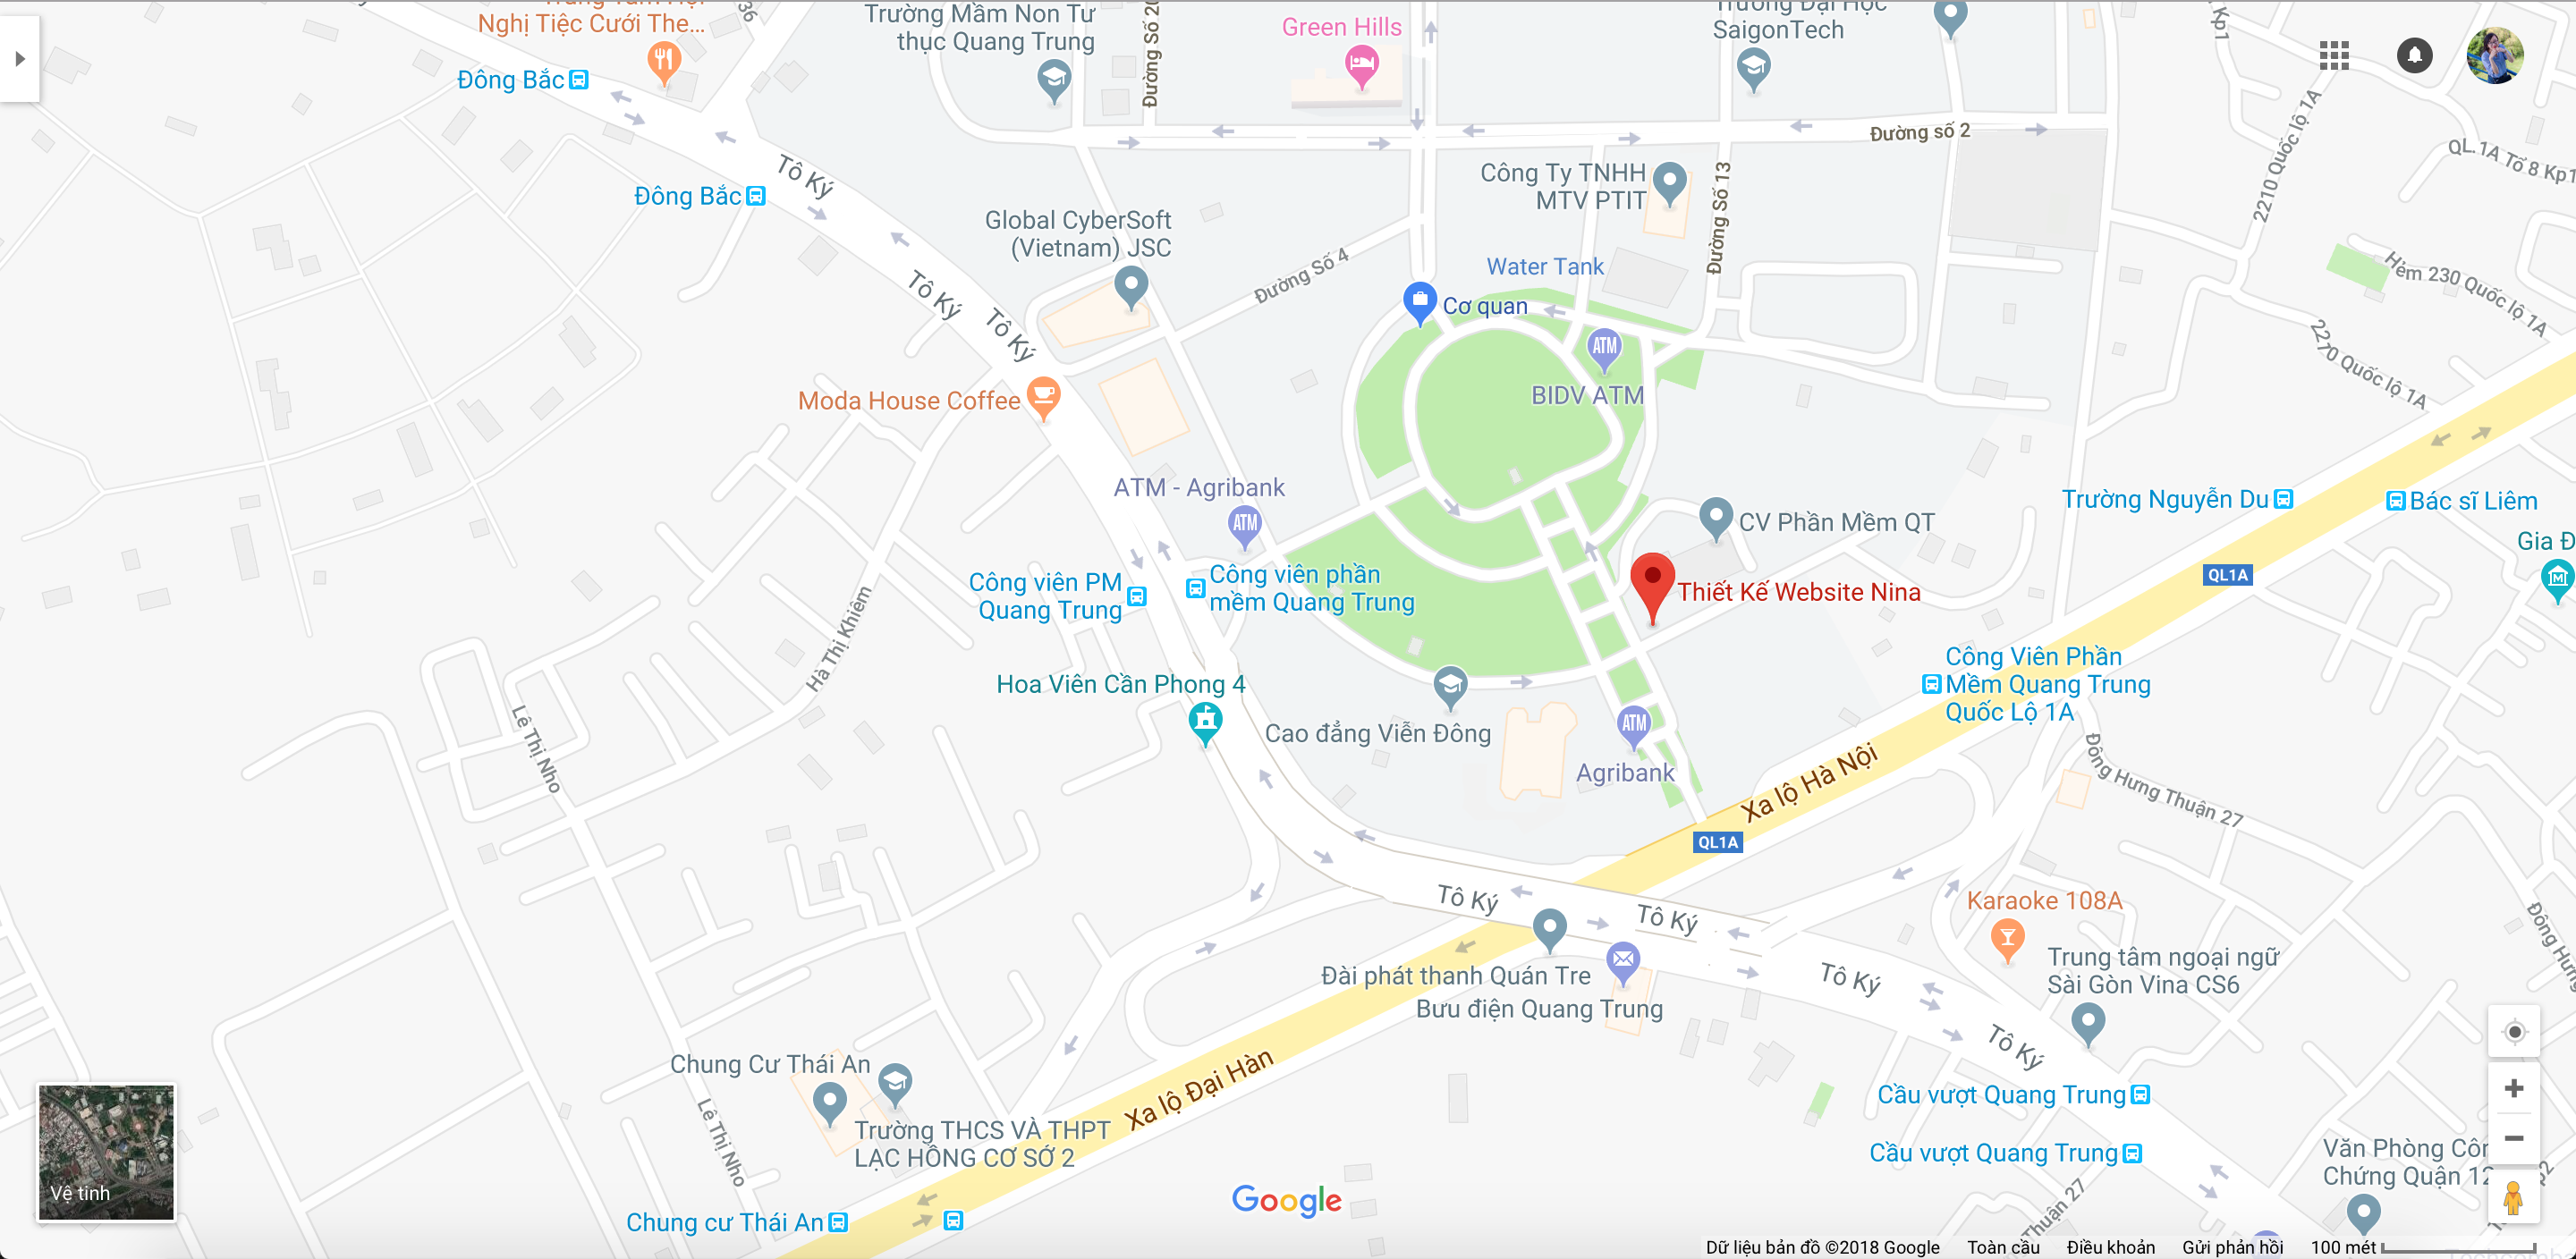 Nghị Tiệc Cưới The...
Trường Mầm Non Tư
thục Quang Trung
Đường Số 20
Green Hills
SaigonTech
Kp1
Đông Bắc
Đường số 2
2210 Quốc lộ 1A
QL.1A Tổ 8 Kp1
Tô Ký
Đông Bắc
Công Ty TNHH
MTV PTIT
Đường Số 13
Global CyberSoft
(Vietnam) JSC
Đường Số 4
Water Tank
Hẻm 230 Quốc lộ 1A
Tô Ký
Tô Ký
Cơ quan
2270 Quốc lộ 1A
Moda House Coffee
ATM
BIDV ATM
ATM - Agribank
ATM
CV Phần Mềm QT
Trường Nguyễn Du
Bác sĩ Liêm
Gia Đ
Công viên PM
Quang Trung
Công viên phần
mềm Quang Trung
Thiết Kế Website Nina
QL1A
Hà Thị Khiêm
Công Viên Phần
Mềm Quang Trung
Quốc Lộ 1A
Hoa Viên Cần Phong 4
Cao đẳng Viễn Đông
ATM
Agribank
Lê Thị Nho
Xa lộ Hà Nội
Đông Hưng Thuận 27
QL1A
Tô Ký
Tô Ký
Karaoke 108A
Đông Hưng
Đài phát thanh Quán Tre
Bưu điện Quang Trung
Tô Ký
Trung tâm ngoại ngữ
Sài Gòn Vina CS6
Tô Ký
Chung Cư Thái An
Xa lộ Đại Hàn
Trường THCS VÀ THPT
LẠC HỒNG CƠ SỞ 2
Lê Thị Nho
Cầu vượt Quang Trung
Cầu vượt Quang Trung
Văn Phòng Côn
Chứng Quận 12
Thuận 27
Vệ tinh
Google
Chung cư Thái An
Dữ liệu bản đồ ©2018 Google Toàn cầu Điều khoản Gửi phản hồi 100 mét